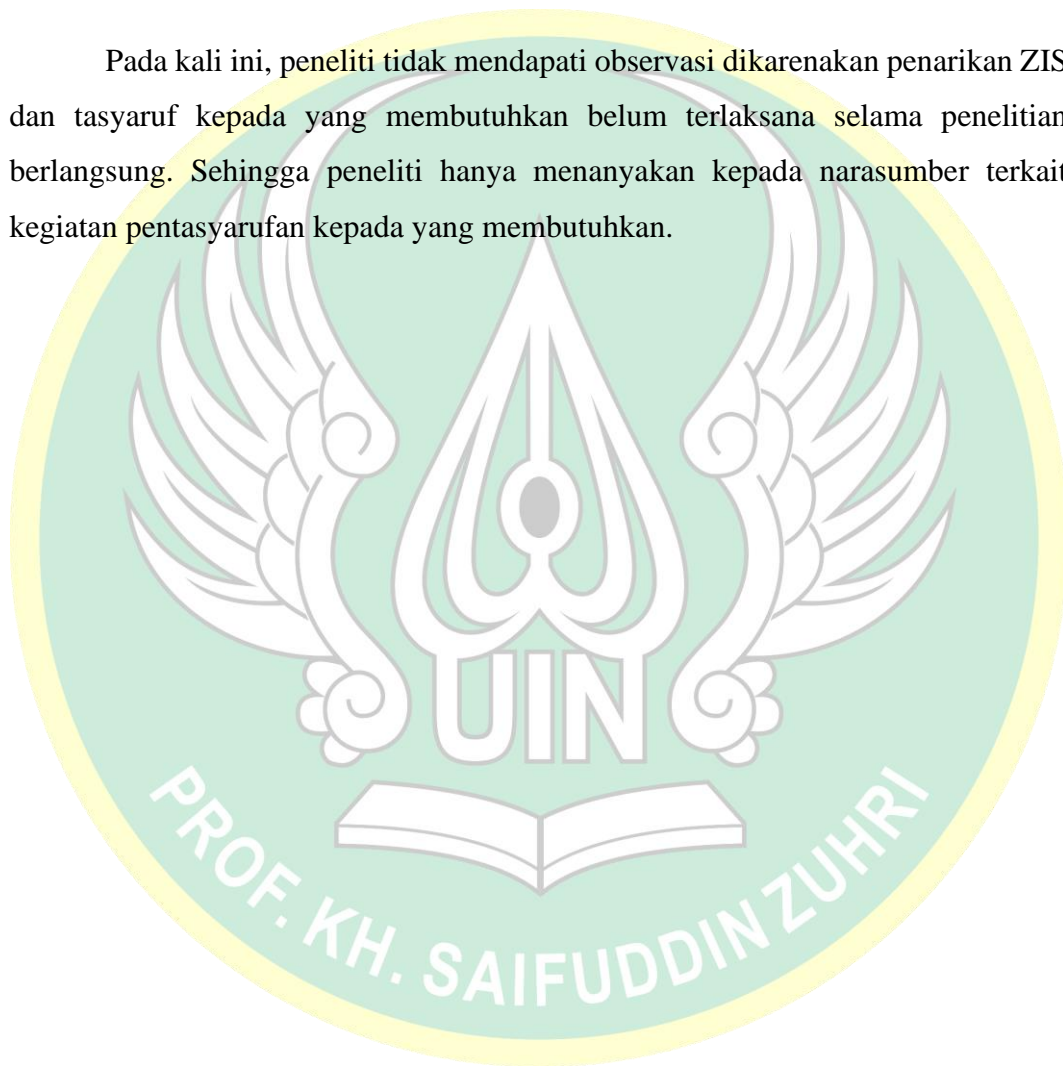 Pada kali ini, peneliti tidak mendapati observasi dikarenakan penarikan ZIS
dan tasyaruf kepada yang membutuhkan belum terlaksana selama penelitian
berlangsung. Sehingga peneliti hanya menanyakan kepada narasumber terkait
kegiatan pentasyarufan kepada yang membutuhkan.
UIN
PROF. KH. SAIFUDDIN ZUHRI